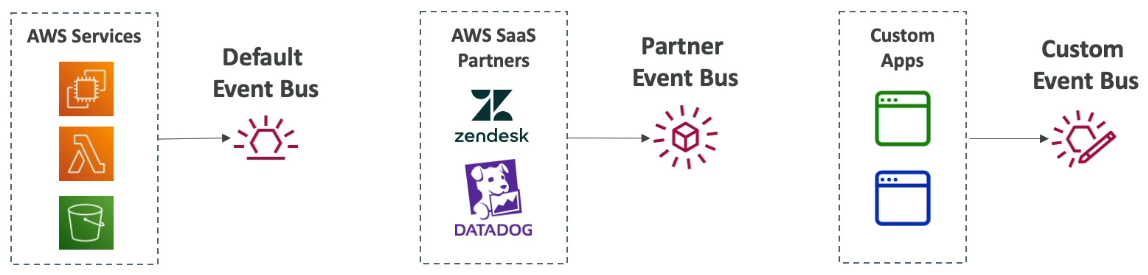 AWS Services
Default
Event Bus
AWS SaaS
Partners
zendesk
DATADOG
Partner
Event Bus
Custom
Apps
Custom
Event Bus